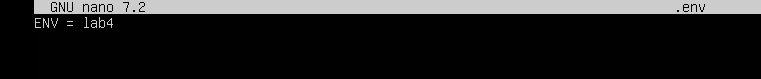 GNU nano 7.2 .env
ENV = lab4